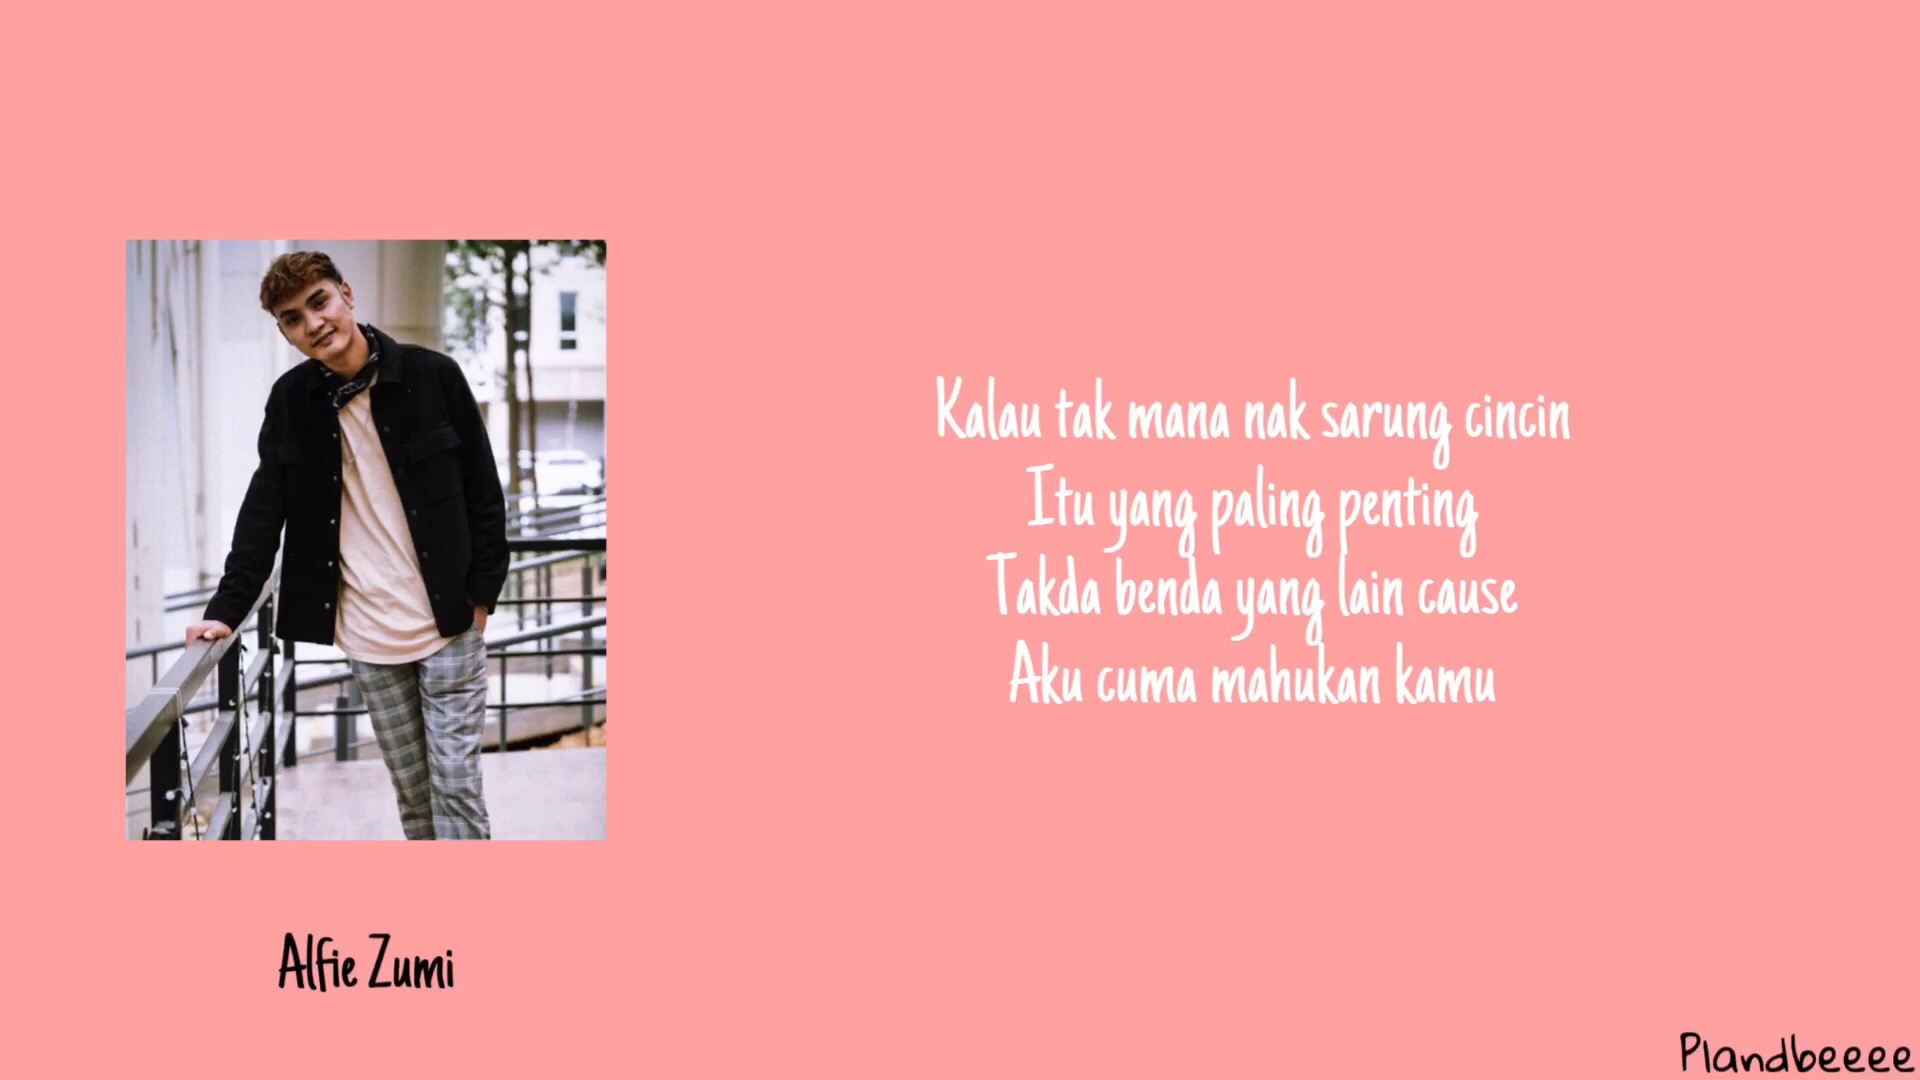 Kalau tak mana nak sarung cincin
Itu yang paling penting
Takda benda yang lain cause
Aku cuma mahukan kamu
Alfie Zumi
Plandbeeee